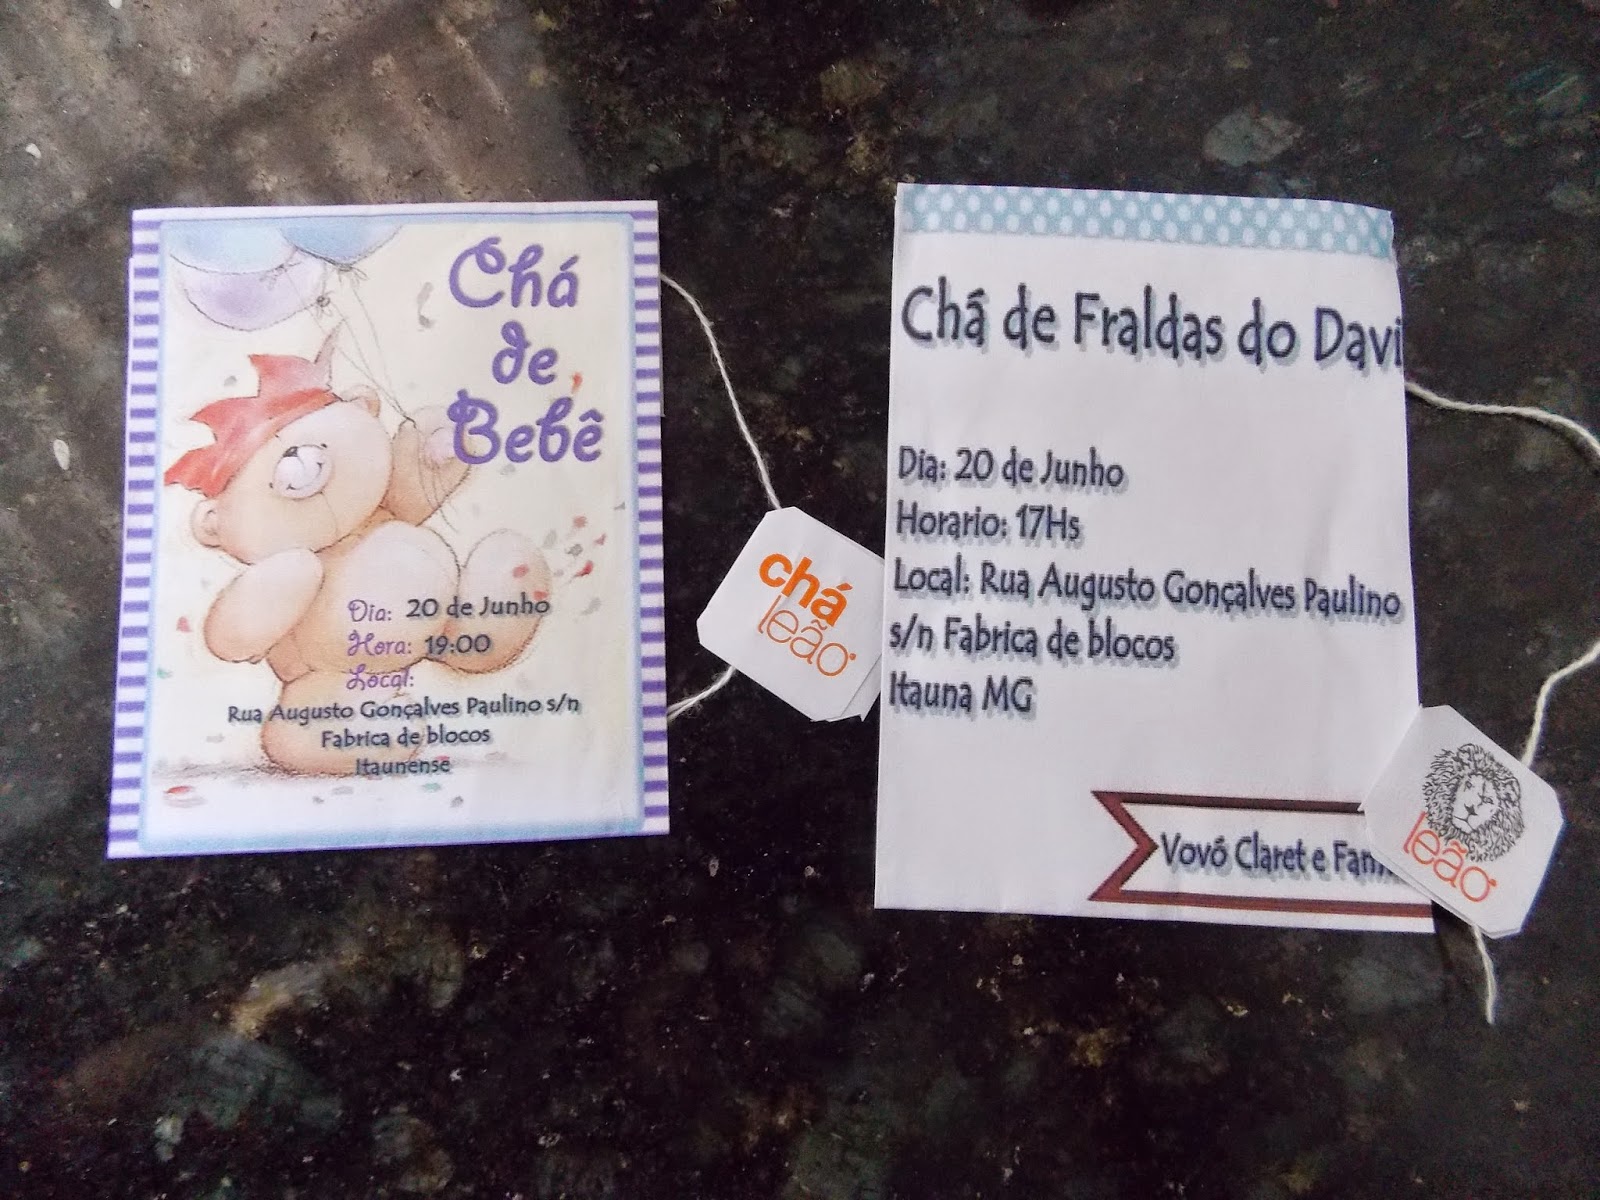 Chá
de
Bebê
Dia: 20 de Junho
Hora: 19:00
Local:
Rua Augusto Gonçalves Paulino s/n
Fabrica de blocos
Itaunense
chá
leão
Chá de Fraldas do Davi
Dia: 20 de Junho
Horario: 17Hs
Local: Rua Augusto Gonçalves Paulino
s/n Fabrica de blocos
Itauna MG
Vovó Claret e
leão